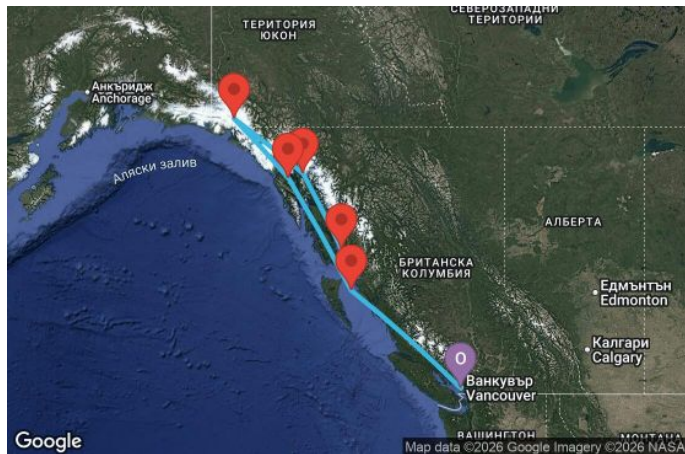 СЕВЕРОЗАПАДНИ
ТЕРИТОРИИ
ТЕРИТОРИЯ
ЮКОН
Анкъридж
Anchorage
Аляски залив
АЛБЕРТА
БРИТАНСКА
КОЛУМБИЯ
Едмънтън
Edmonton
Калгари
Calgary
O
Ванкувър
Vancouver
ВАШИНГТОН
МОНТАНА
Google
Map data ©2026 Google Imagery ©2026 NASA